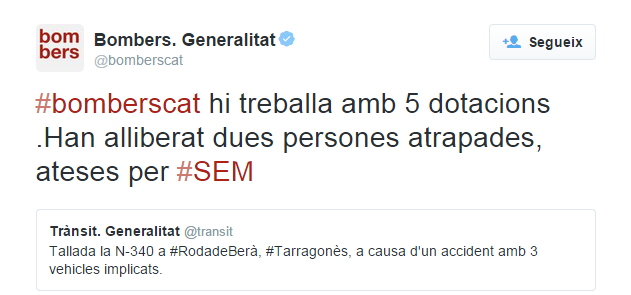 bom
bers
Bombers. Generalitat
@bomberscat
Segueix
#bomberscat hi treballa amb 5 dotacions
.Han alliberat dues persones atrapades,
ateses per #SEM
Trànsit. Generalitat @transit
Tallada la N-340 a #RodadeBerà, #Tarragonès, a causa d'un accident amb 3
vehicles implicats.